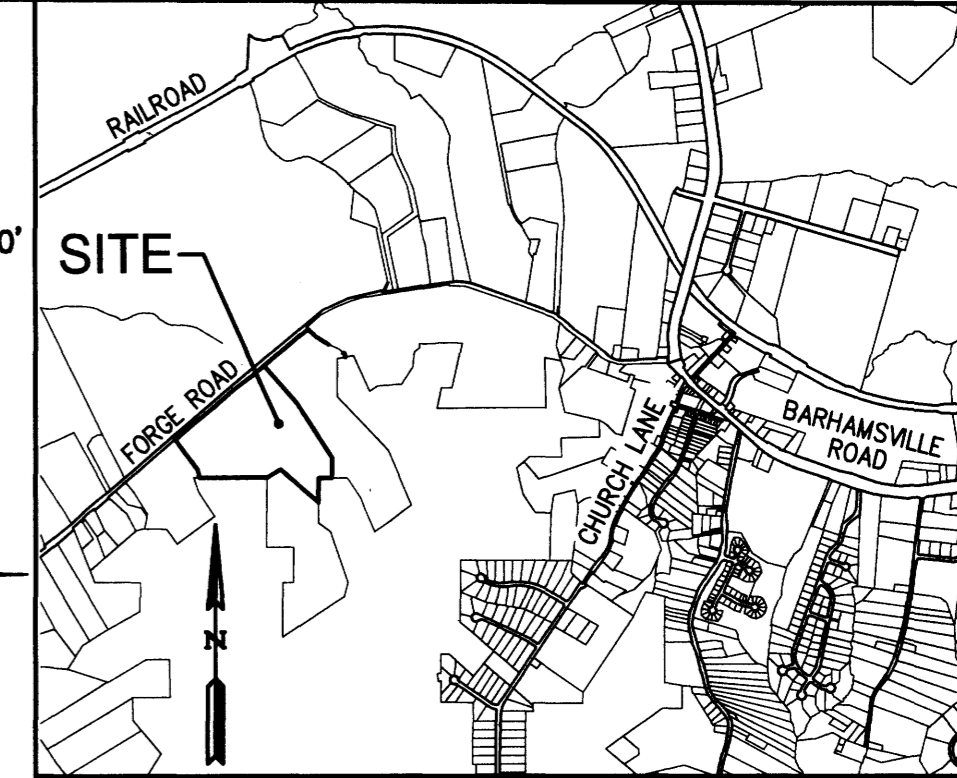 RAILROAD
0'
SITE
FORGE ROAD
CHURCH LANE
BARHAMSVILLE
ROAD
N